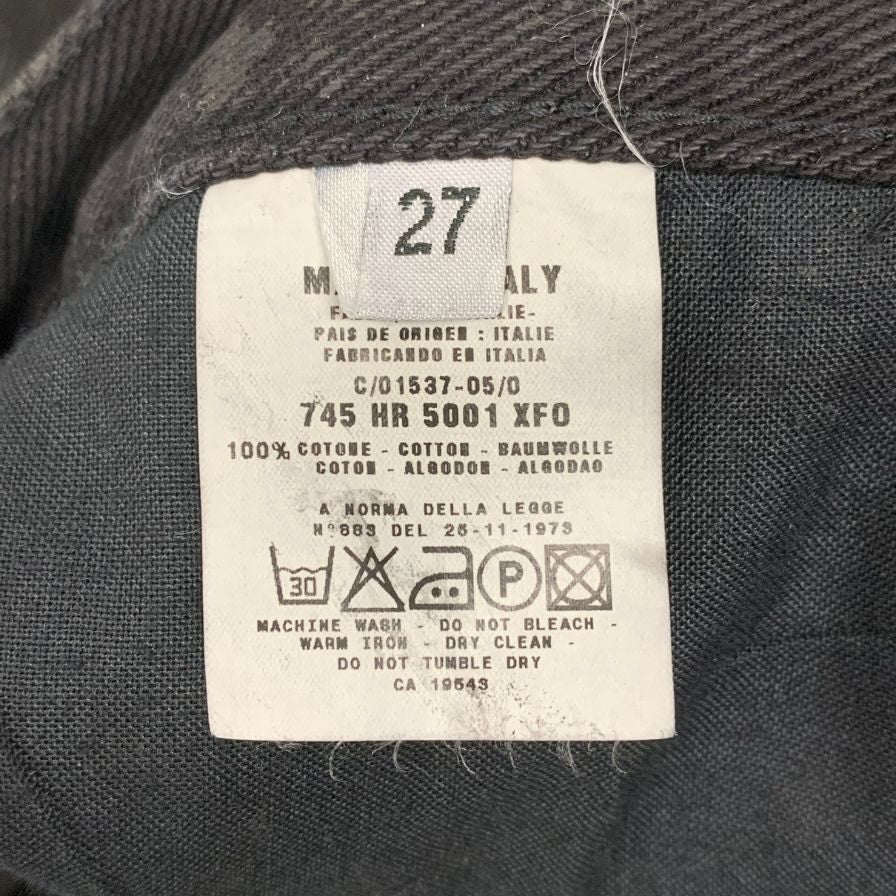 27
M ALY
PAIS DE ORIGEN : ITALIE
FABRICANDO EN ITALIA
C/01537-05/0
745 HR 5001 XFO
100% COTONE - COTTON - BAUMWOLLE
COTON - ALGODON - ALGODAO
A NORMA DELLA LEGGE
N°883 DEL 26-11-1973
30 P
MACHINE WASH - DO NOT BLEACH -
WARM IRON - DRY CLEAN -
DO NOT TUMBLE DRY
CA 19543